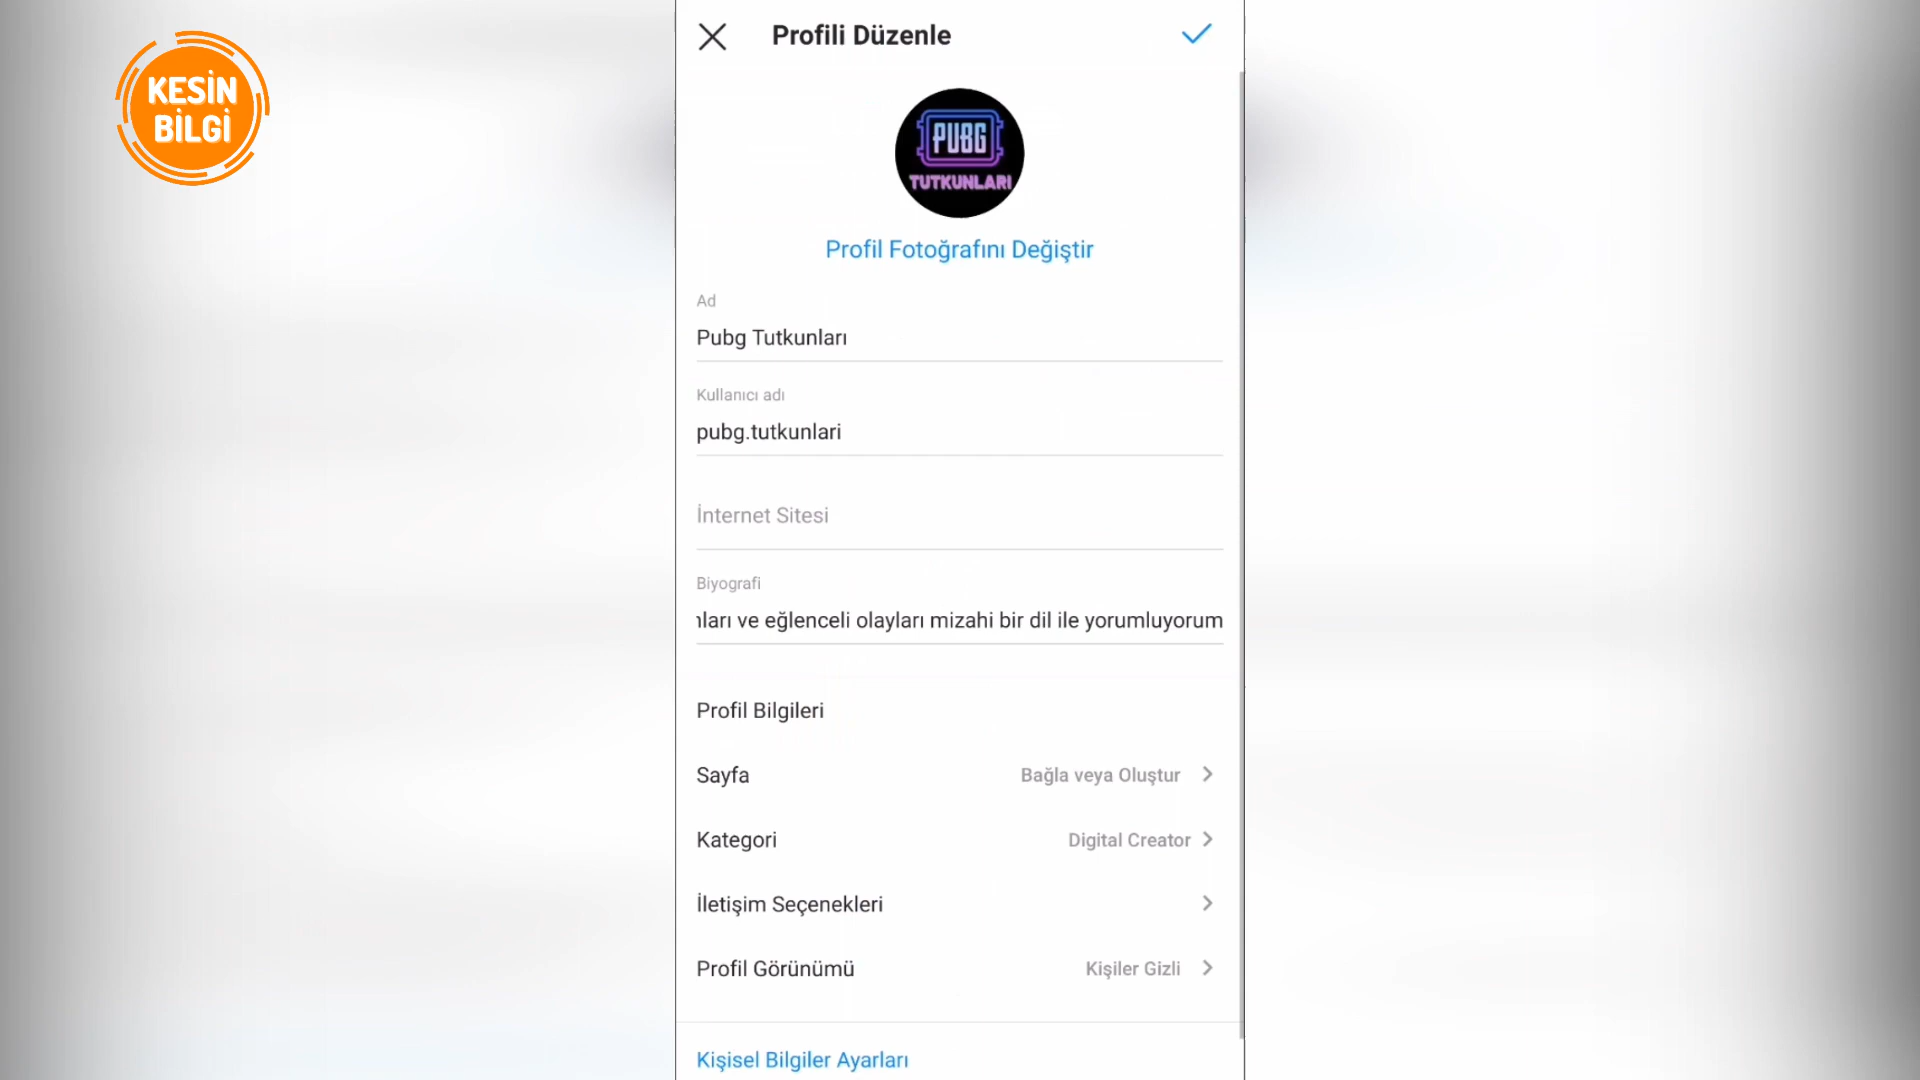 KESİN
BİLGİ
Profili Düzenle
PUBG
TUTKUNLARI
Profil Fotoğrafını Değiştir
Ad
Pubg Tutkunları
Kullanıcı adı
pubg.tutkunlari
İnternet Sitesi
Biyografi
ve eğlenceli olayları mizahi bir dil ile yorumluyorum
Profil Bilgileri
Sayfa Bağla veya Oluştur
Kategori Digital Creator
İletişim Seçenekleri
Profil Görünümü Kişiler Gizli
Kişisel Bilgiler Ayarları